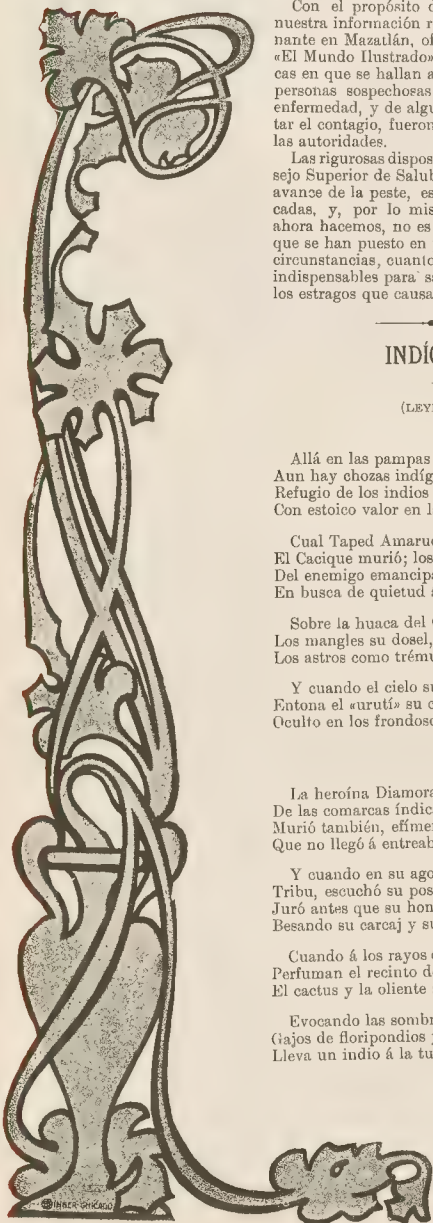 Con el propósito d
nuestra información r
nante en Mazatlán, of
«El Mundo Ilustrado»
cas en que se hallan a
personas sospechosas
enfermedad, y de algu
tar el contagio, fueron
las autoridades.
Las rigurosas dispos
sejo Superior de Salub
avance de la peste, es
cadas, y, por lo mis
ahora hacemos, no es
que se han puesto en
circunstancias, cuanto
indispensables para sa
los estragos que causa
INDÍG
(LEY
Allá en las pampas
Aun hay chozas indíg
Refugio de los indios
Con estoico valor en l
Cual Taped Amaru
El Cacique murió; los
Del enemigo emancipa
En busca de quietud a
Sobre la huaca del
Los mangles su dosel,
Los astros como trému
Y cuando el cielo su
Entona el «urutí» su c
Oculto en los frondoso
La heroína Diamora
De las comarcas índic
Murió también, efíme
Que no llegó á entreab
Y cuando en su ago
Tribu, escuchó su pos
Juró antes que su hon
Besando su carcaj y su
Cuando á los rayos
Perfuman el recinto d
El cactus y la oliente
Evocando las sombr
Gajos de floripondios
Lleva un indio á la tu
BINNER-CHICAGO